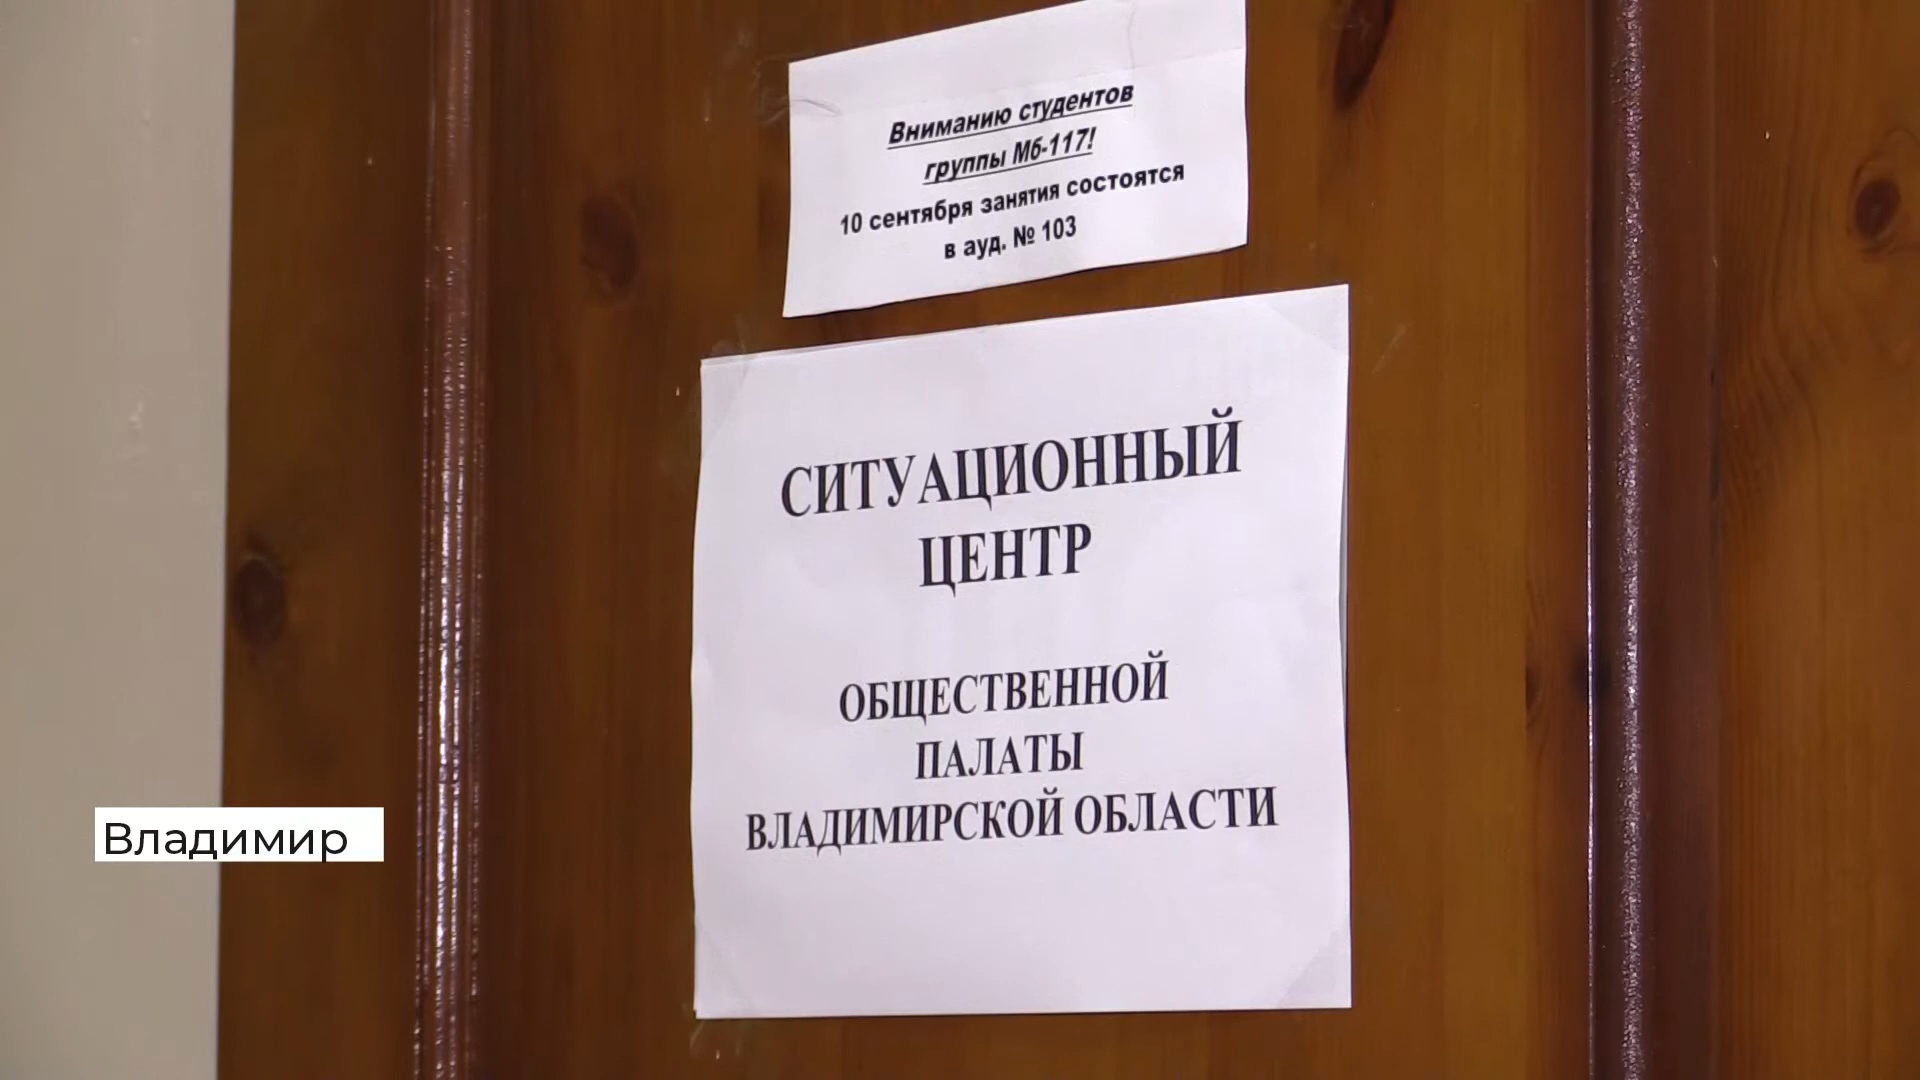 Вниманию студентов
группы Мб-117!
10 сентября занятия состоятся
в ауд. № 103
СИТУАЦИОННЫЙ
ЦЕНТР
ОБЩЕСТВЕННОЙ
ПАЛАТЫ
ВЛАДИМИРСКОЙ ОБЛАСТИ
Владимир